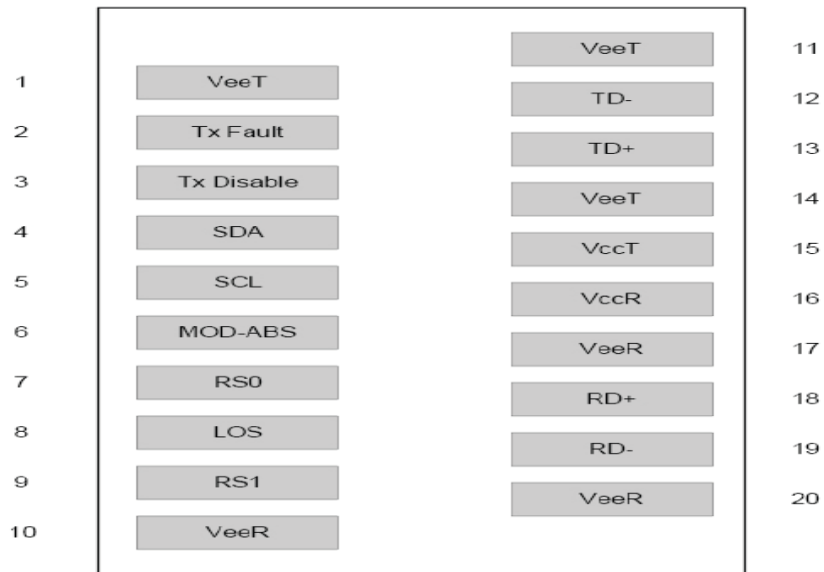 1 VeeT
2 Tx Fault
3 Tx Disable
4 SDA
5 SCL
6 MOD-ABS
7 RS0
8 LOS
9 RS1
10 VeeR
VeeT 11
TD- 12
TD+ 13
VeeT 14
VccT 15
VccR 16
VeeR 17
RD+ 18
RD- 19
VeeR 20